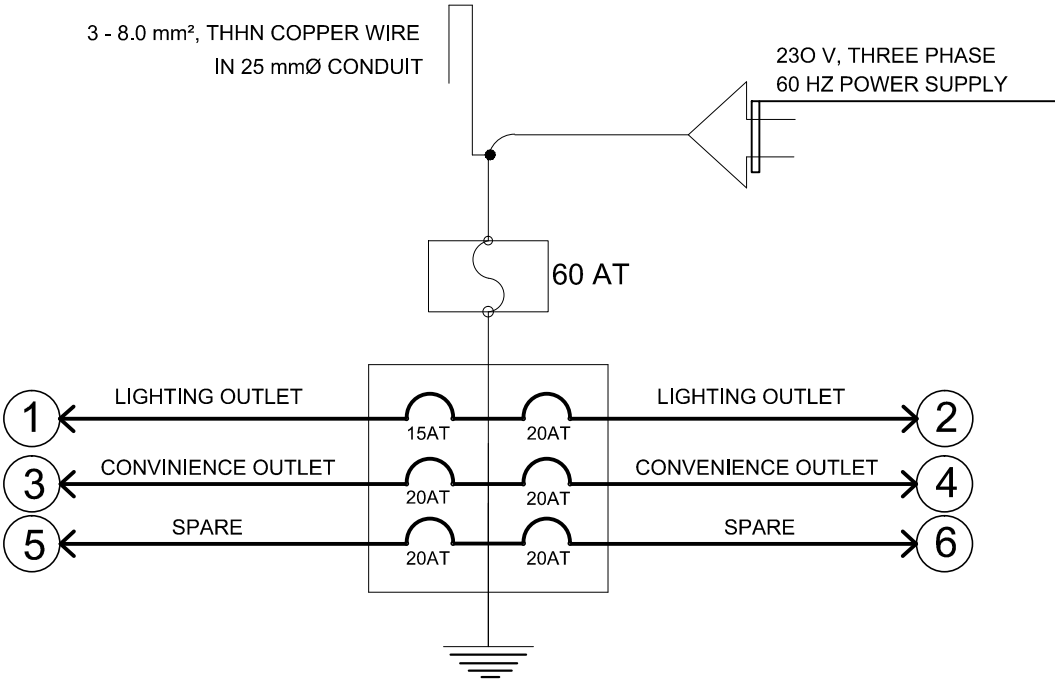 3 - 8.0 mm², THHN COPPER WIRE
IN 25 mmØ CONDUIT
23O V, THREE PHASE
60 HZ POWER SUPPLY
60 AT
LIGHTING OUTLET
LIGHTING OUTLET
1
15AT
20AT
2
CONVINIENCE OUTLET
CONVENIENCE OUTLET
3
20AT
20AT
4
SPARE
SPARE
5
20AT
20AT
6